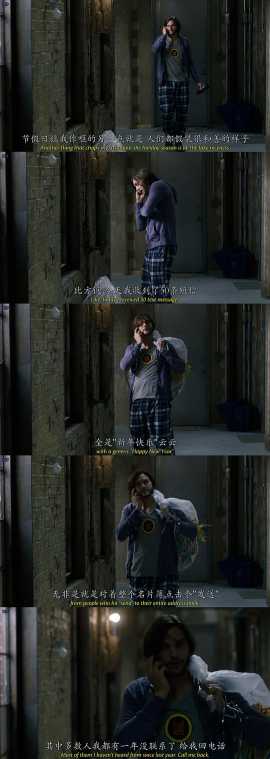 节假日让我作呕的另一点就是 人们都假装很和善的样子
Another thing that about the holiday season is all the fake niceness
比方说 今天我收到了30条短信
Like, today I received 30 text messages
全是"新年快乐"云云
with a generic "Happy New Year"
无非是就是对着整个名片簿点击个"发送"
from people who hit "send" to their entire address book
其中多数人我都有一年没联系了 给我回电话
Most of them I haven't heard from since last year. Call me back